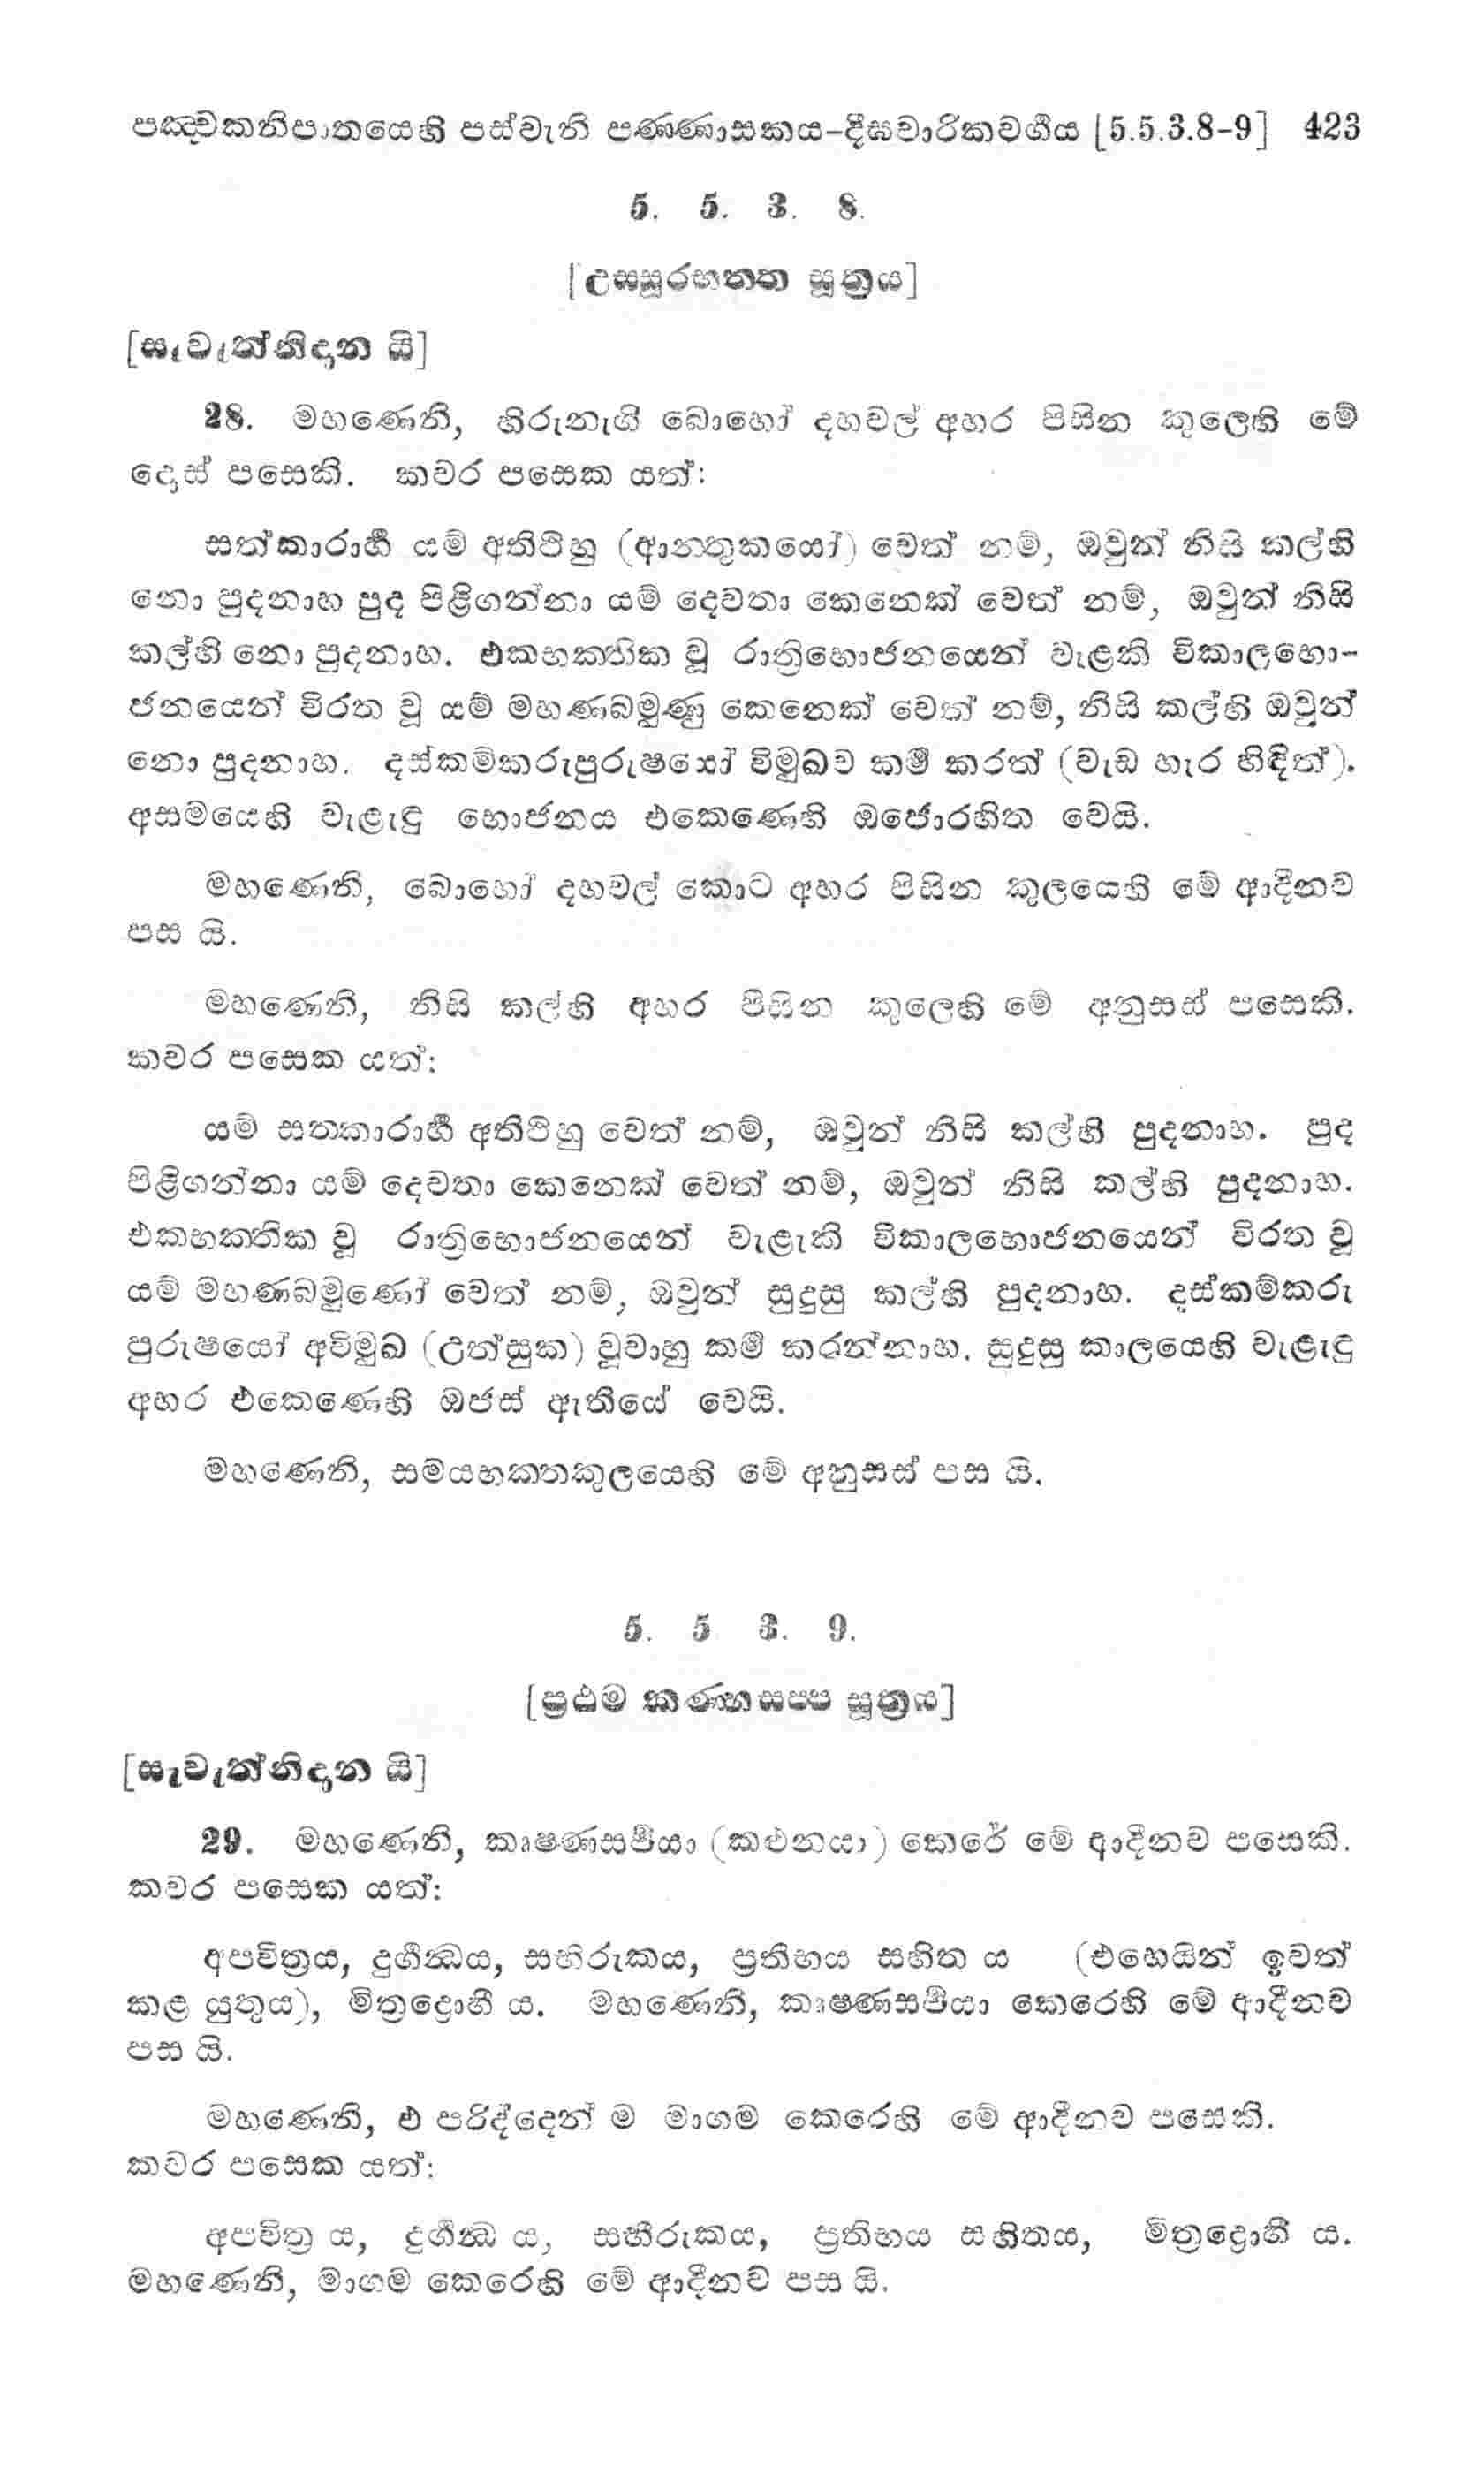 පඤ්චකනිපාතයෙහි පස්වැනි පණ්ණාසකය-දීඝචාරිකවර්ගය [5.5.3.8-9] 423
5. 5. 3. 8.
[උස්සූරභත්ත සූත්‍රය]
[සැවැත්නිදාන යි]
28. මහණෙනි, හිරුනැගි බොහෝ දහවල් අහර පිසින කුලෙහි මේ
දොස් පසෙකි. කවර පසෙක යත්:
සත්කාරාර්හ යම් අතිථිහු (ආගන්තුකයෝ) වෙත් නම්, ඔවුන් නිසි කල්හි
නො පුදනාහ පුද පිළිගන්නා යම් දෙවතා කෙනෙක් වෙත් නම්, ඔවුන් නිසි
කල්හි නො පුදනාහ. එකභක්තික වූ රාත්‍රිභොජනයෙන් වැළකි විකාලභො-
ජනයෙන් විරත වූ යම් මහණබමුණු කෙනෙක් වෙත් නම්, නිසි කල්හි ඔවුන්
නො පුදනාහ. දස්කම්කරුපුරුෂයෝ විමුඛව කර්ම කරත් (වැඩ හැර හිඳිත්).
අසමයෙහි වැළැඳූ භොජනය එකෙණෙහි ඔජොරහිත වෙයි.
මහණෙනි, බොහෝ දහවල් කොට අහර පිසින කුලයෙහි මේ ආදීනව
පස යි.
මහණෙනි, නිසි කල්හි අහර පිසින කුලෙහි මේ අනුසස් පසෙකි.
කවර පසෙක යත්:
යම් සත්කාරාර්හ අතිථිහු වෙත් නම්, ඔවුන් නිසි කල්හි පුදනාහ. පුද
පිළිගන්නා යම් දෙවතා කෙනෙක් වෙත් නම්, ඔවුන් නිසි කල්හි පුදනාහ.
එකභක්තික වූ රාත්‍රිභොජනයෙන් වැළැකි විකාලභොජනයෙන් විරත වූ
යම් මහණබමුණෝ වෙත් නම්, ඔවුන් සුදුසු කල්හි පුදනාහ. දස්කම්කරු
පුරුෂයෝ අවිමුඛ (උත්සුක) වූවාහු කර්ම කරන්නාහ. සුදුසු කාලයෙහි වැළැඳූ
අහර එකෙණෙහි ඔජස් ඇතියේ වෙයි.
මහණෙනි, සමයභක්තකුලයෙහි මේ අනුසස් පස යි.
5. 5 3. 9.
[ප්‍රථම කණ්හසප්ප සූත්‍රය]
[සැවැත්නිදාන යි]
29. මහණෙනි, කෘෂ්ණසර්පයා (කළුනයා) කෙරේ මේ ආදීනව පසෙකි.
කවර පසෙක යත්:
අපවිත්‍රය, දුර්ගන්ධය, සභීරුකය, ප්‍රතිභය සහිත ය (එහෙයින් ඉවත්
කළ යුතුය), මිත්‍රද්‍රොහී ය. මහණෙනි, කෘෂ්ණසර්පයා කෙරෙහි මේ ආදීනව
පස යි.
මහණෙනි, එ පරිද්දෙන් ම මාගම කෙරෙහි මේ ආදීනව පසෙකි.
කවර පසෙක යත්:
අපවිත්‍ර ය, දුර්ගන්ධ ය, සභීරුකය, ප්‍රතිභය සහිතය, මිත්‍රද්‍රොහී ය.
මහණෙනි, මාගම කෙරෙහි මේ ආදීනව පස යි.